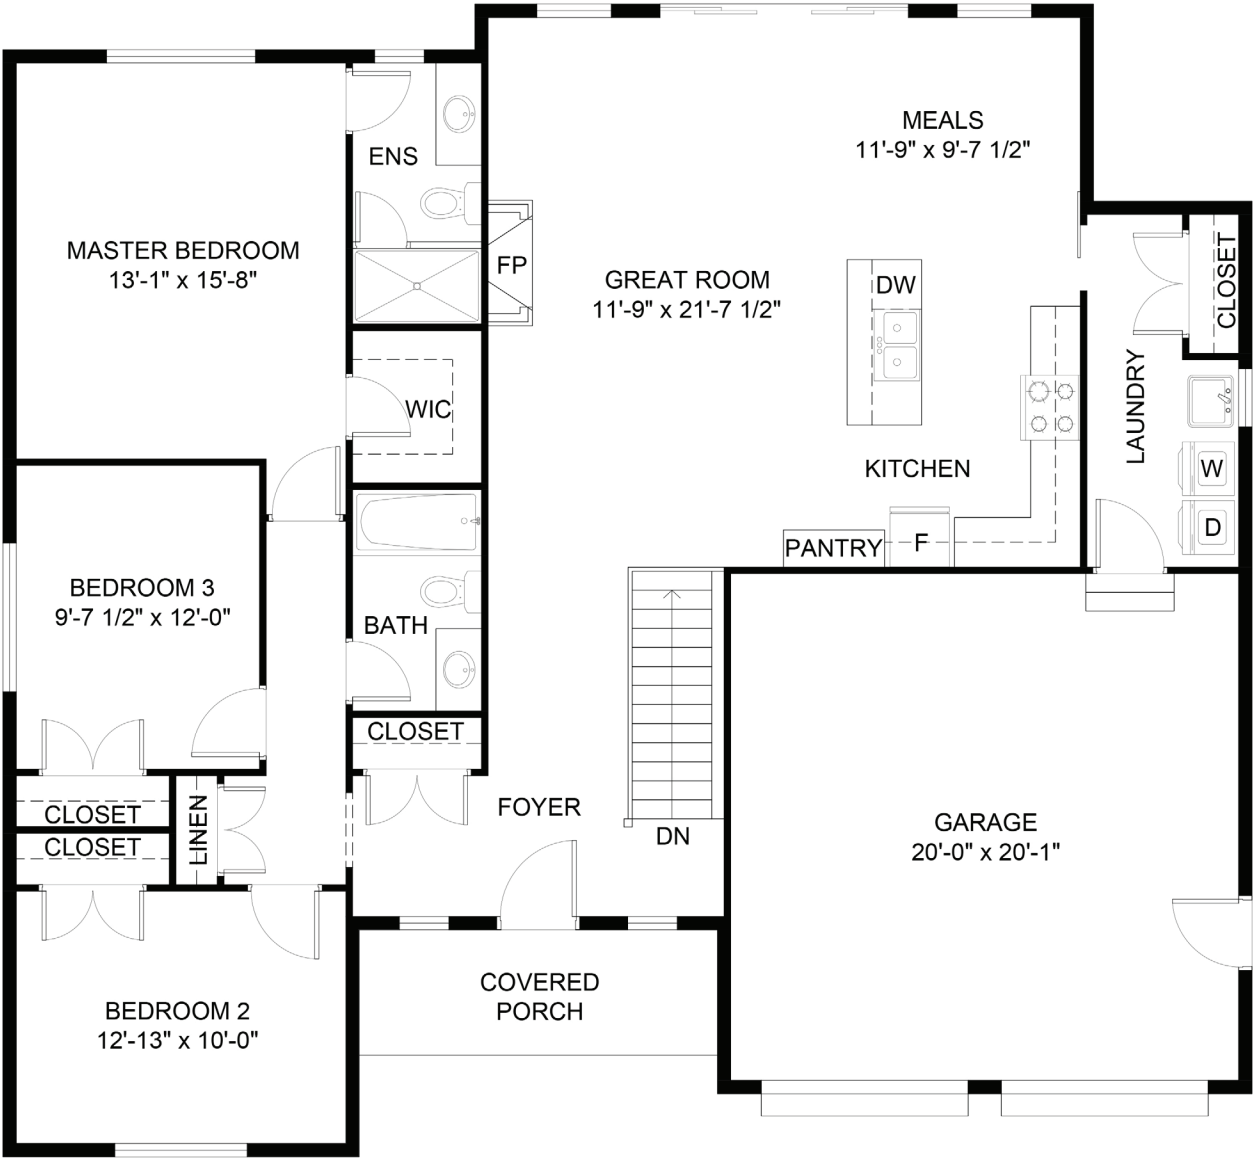 MEALS
11'-9" x 9'-7 1/2"
ENS
MASTER BEDROOM
13'-1" x 15'-8"
FP
GREAT ROOM
11'-9" x 21'-7 1/2"
DW
CLOSET
WIC
LAUNDRY
KITCHEN
W
D
PANTRY
F
BEDROOM 3
9'-7 1/2" x 12'-0"
BATH
CLOSET
FOYER
DN
CLOSET
CLOSET
LINEN
GARAGE
20'-0" x 20'-1"
COVERED
PORCH
BEDROOM 2
12'-13" x 10'-0"